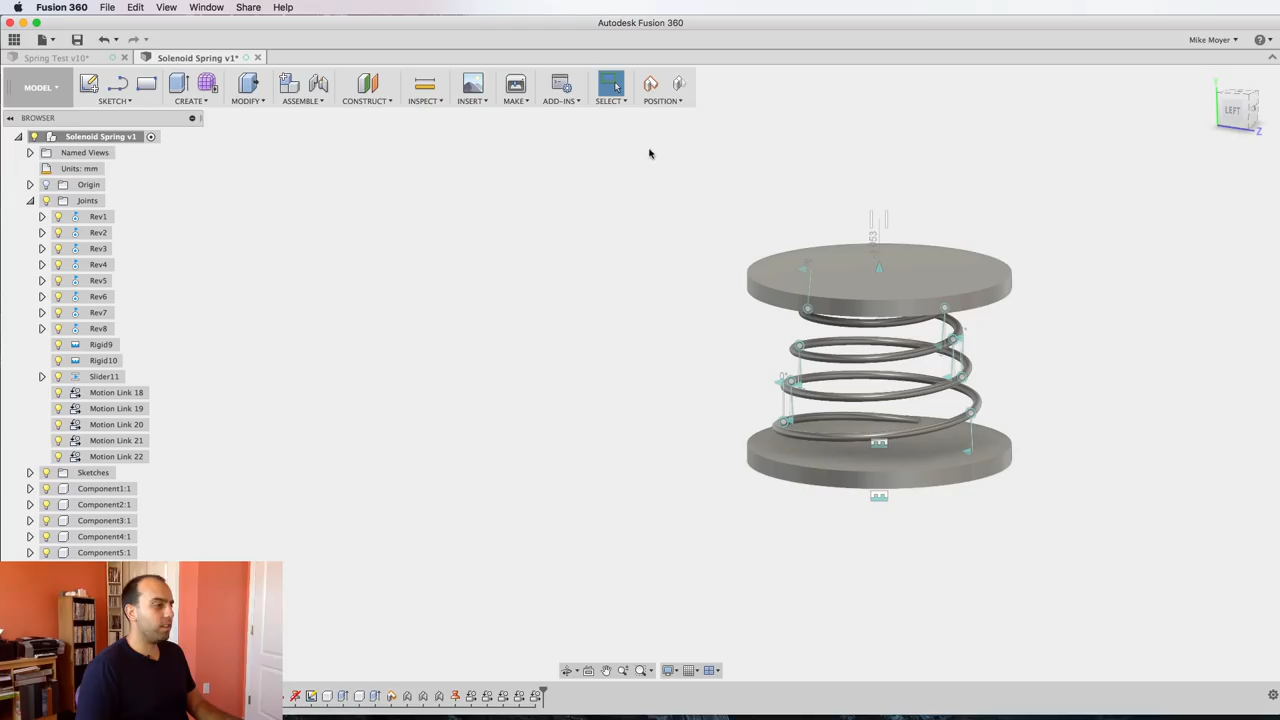 Fusion 360 File Edit View Window Share Help
Autodesk Fusion 360
Mike Moyer
Spring Test v10*
Solenoid Spring v1*
MODEL SKETCH CREATE MODIFY ASSEMBLE CONSTRUCT INSPECT INSERT MAKE ADD-INS SELECT POSITION
BROWSER
LEFT
Z
Solenoid Spring v1
Named Views
Units: mm
Origin
Joints
Rev1
Rev2
Rev3
Rev4
Rev5
Rev6
Rev7
Rev8
Rigid9
Rigid10
Slider11
Motion Link 18
Motion Link 19
Motion Link 20
Motion Link 21
Motion Link 22
Sketches
Component1:1
Component2:1
Component3:1
Component4:1
Component5:1